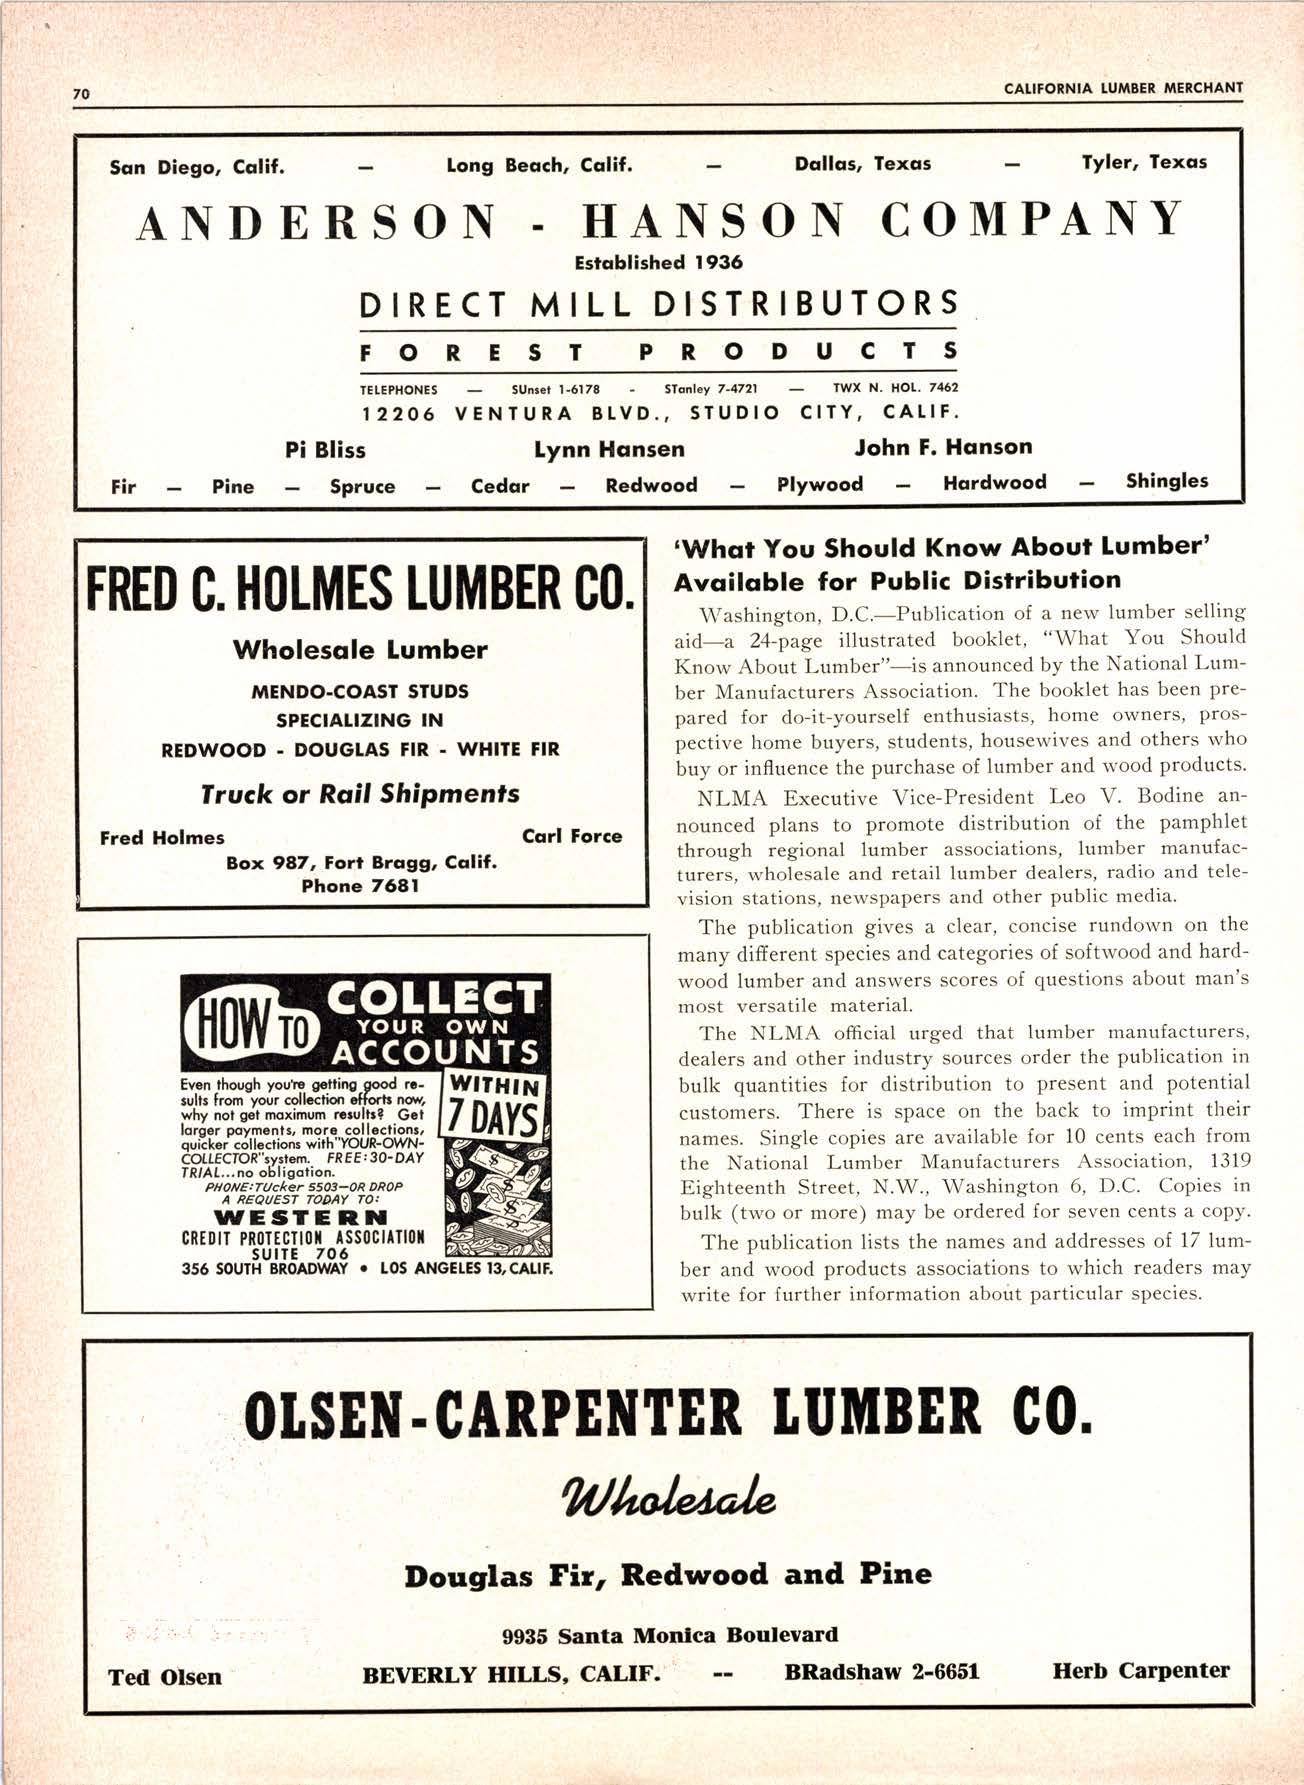 70
CALIFORNIA LUMBER MERCHANT
San Diego, Calif. — Long Beach, Calif. — Dallas, Texas — Tyler, Texas
ANDERSON - HANSON COMPANY
Established 1936
DIRECT MILL DISTRIBUTORS
FOREST PRODUCTS
TELEPHONES — SUnset 1-6178 - STanley 7-4721 — TWX N. HOL. 7462
12206 VENTURA BLVD., STUDIO CITY, CALIF.
Pi Bliss Lynn Hansen John F. Hanson
Fir — Pine — Spruce — Cedar — Redwood — Plywood — Hardwood — Shingles
FRED C. HOLMES LUMBER CO.
Wholesale Lumber
MENDO-COAST STUDS
SPECIALIZING IN
REDWOOD - DOUGLAS FIR - WHITE FIR
Truck or Rail Shipments
Fred Holmes Carl Force
Box 987, Fort Bragg, Calif.
Phone 7681
HOW TO
COLLECT
YOUR OWN
ACCOUNTS
WITHIN
7 DAYS
Even though you're getting good re-
sults from your collection efforts now,
why not get maximum results? Get
larger payments, more collections,
quicker collections with "YOUR-OWN-
COLLECTOR" system. FREE: 30-DAY
TRIAL...no obligation.
PHONE: TUcker 5503—OR DROP
A REQUEST TODAY TO:
WESTERN
CREDIT PROTECTION ASSOCIATION
SUITE 706
356 SOUTH BROADWAY • LOS ANGELES 13, CALIF.
'What You Should Know About Lumber'
Available for Public Distribution
Washington, D.C.—Publication of a new lumber selling
aid—a 24-page illustrated booklet, "What You Should
Know About Lumber"—is announced by the National Lum-
ber Manufacturers Association. The booklet has been pre-
pared for do-it-yourself enthusiasts, home owners, pros-
pective home buyers, students, housewives and others who
buy or influence the purchase of lumber and wood products.
NLMA Executive Vice-President Leo V. Bodine an-
nounced plans to promote distribution of the pamphlet
through regional lumber associations, lumber manufac-
turers, wholesale and retail lumber dealers, radio and tele-
vision stations, newspapers and other public media.
The publication gives a clear, concise rundown on the
many different species and categories of softwood and hard-
wood lumber and answers scores of questions about man's
most versatile material.
The NLMA official urged that lumber manufacturers,
dealers and other industry sources order the publication in
bulk quantities for distribution to present and potential
customers. There is space on the back to imprint their
names. Single copies are available for 10 cents each from
the National Lumber Manufacturers Association, 1319
Eighteenth Street, N.W., Washington 6, D.C. Copies in
bulk (two or more) may be ordered for seven cents a copy.
The publication lists the names and addresses of 17 lum-
ber and wood products associations to which readers may
write for further information about particular species.
OLSEN-CARPENTER LUMBER CO.
Wholesale
Douglas Fir, Redwood and Pine
9935 Santa Monica Boulevard
Ted Olsen BEVERLY HILLS, CALIF. -- BRadshaw 2-6651 Herb Carpenter